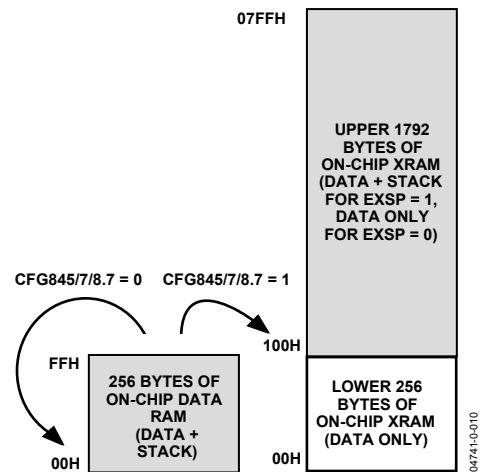 07FFH
UPPER 1792
BYTES OF
ON-CHIP XRAM
(DATA + STACK
FOR EXSP = 1,
DATA ONLY
FOR EXSP = 0)
CFG845/7/8.7 = 0
CFG845/7/8.7 = 1
100H
FFH
256 BYTES OF
ON-CHIP DATA
RAM
(DATA +
STACK)
00H
LOWER 256
BYTES OF
ON-CHIP XRAM
(DATA ONLY)
00H
04741-0-010